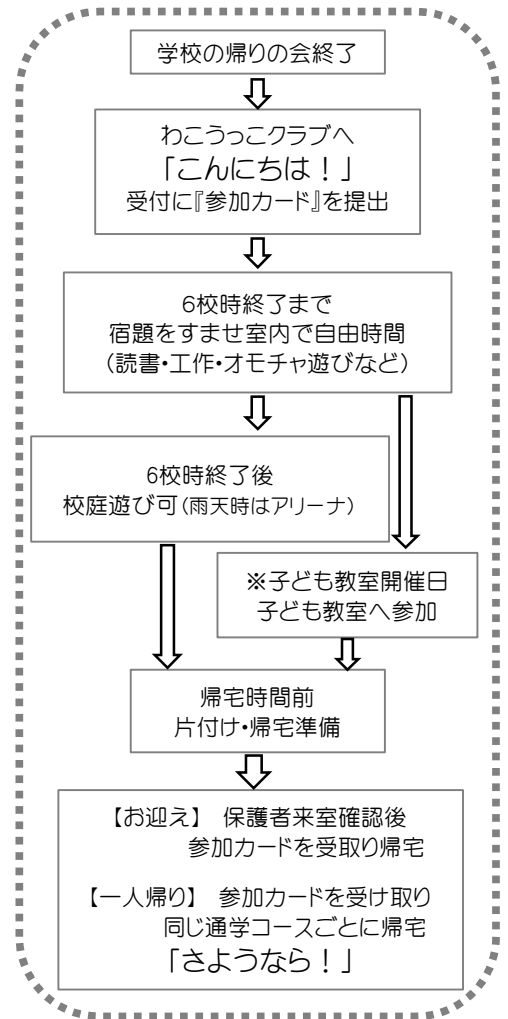 学校の帰りの会終了
わこうっこクラブへ
「こんにちは！」
受付に『参加カード』を提出
6校時終了まで
宿題をすませ室内で自由時間
（読書・工作・オモチャ遊びなど）
6校時終了後
校庭遊び可（雨天時はアリーナ）
※子ども教室開催日
子ども教室へ参加
帰宅時間前
片付け・帰宅準備
【お迎え】 保護者来室確認後
参加カードを受取り帰宅
【一人帰り】 参加カードを受け取り
同じ通学コースごとに帰宅
「さようなら！」